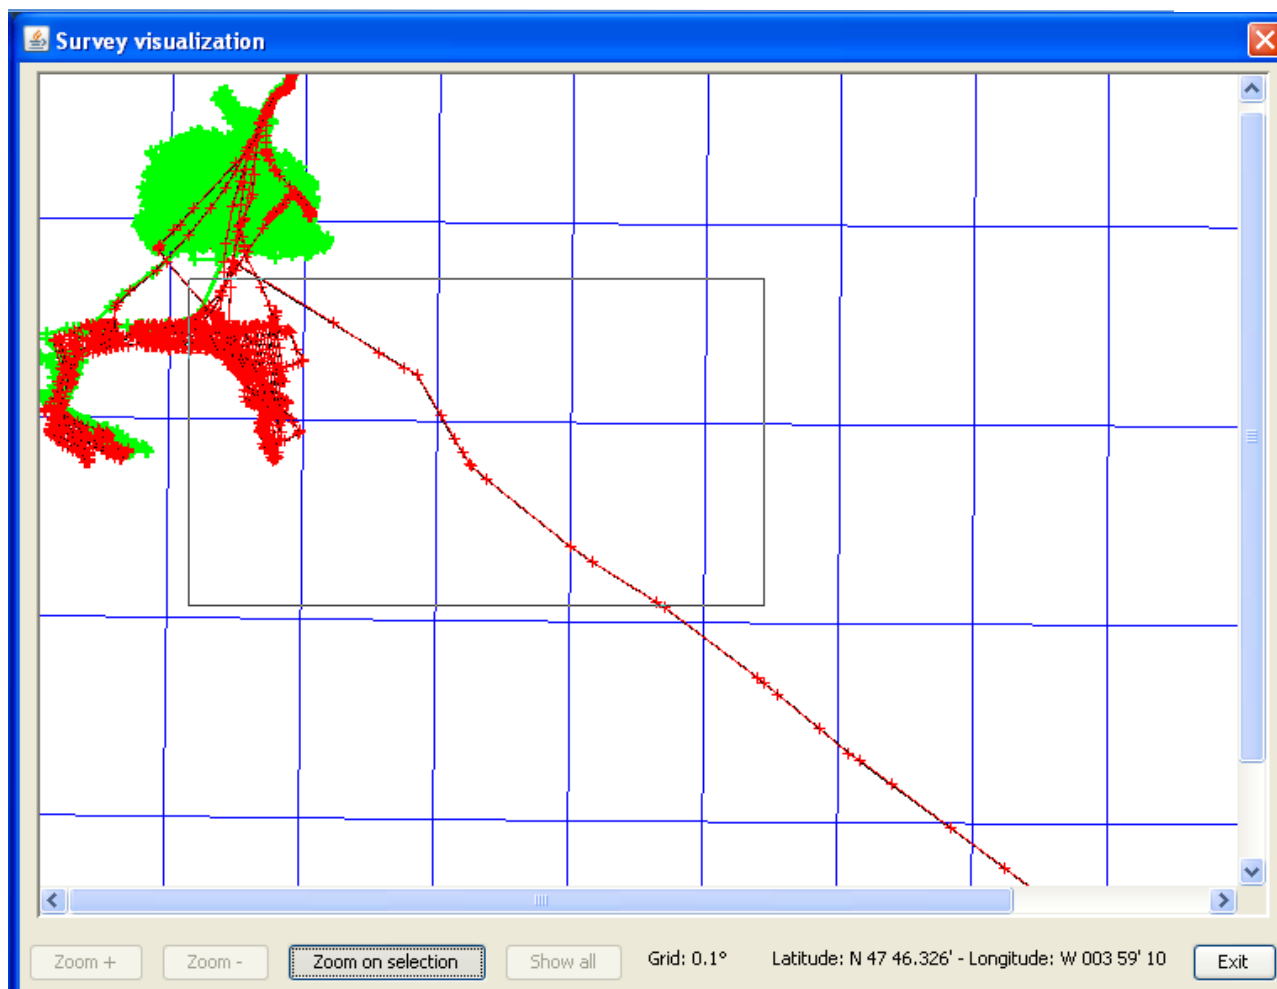 Survey visualization
Zoom +
Zoom -
Zoom on selection
Show all
Grid: 0.1°
Latitude: N 47 46.326' - Longitude: W 003 59' 10
Exit